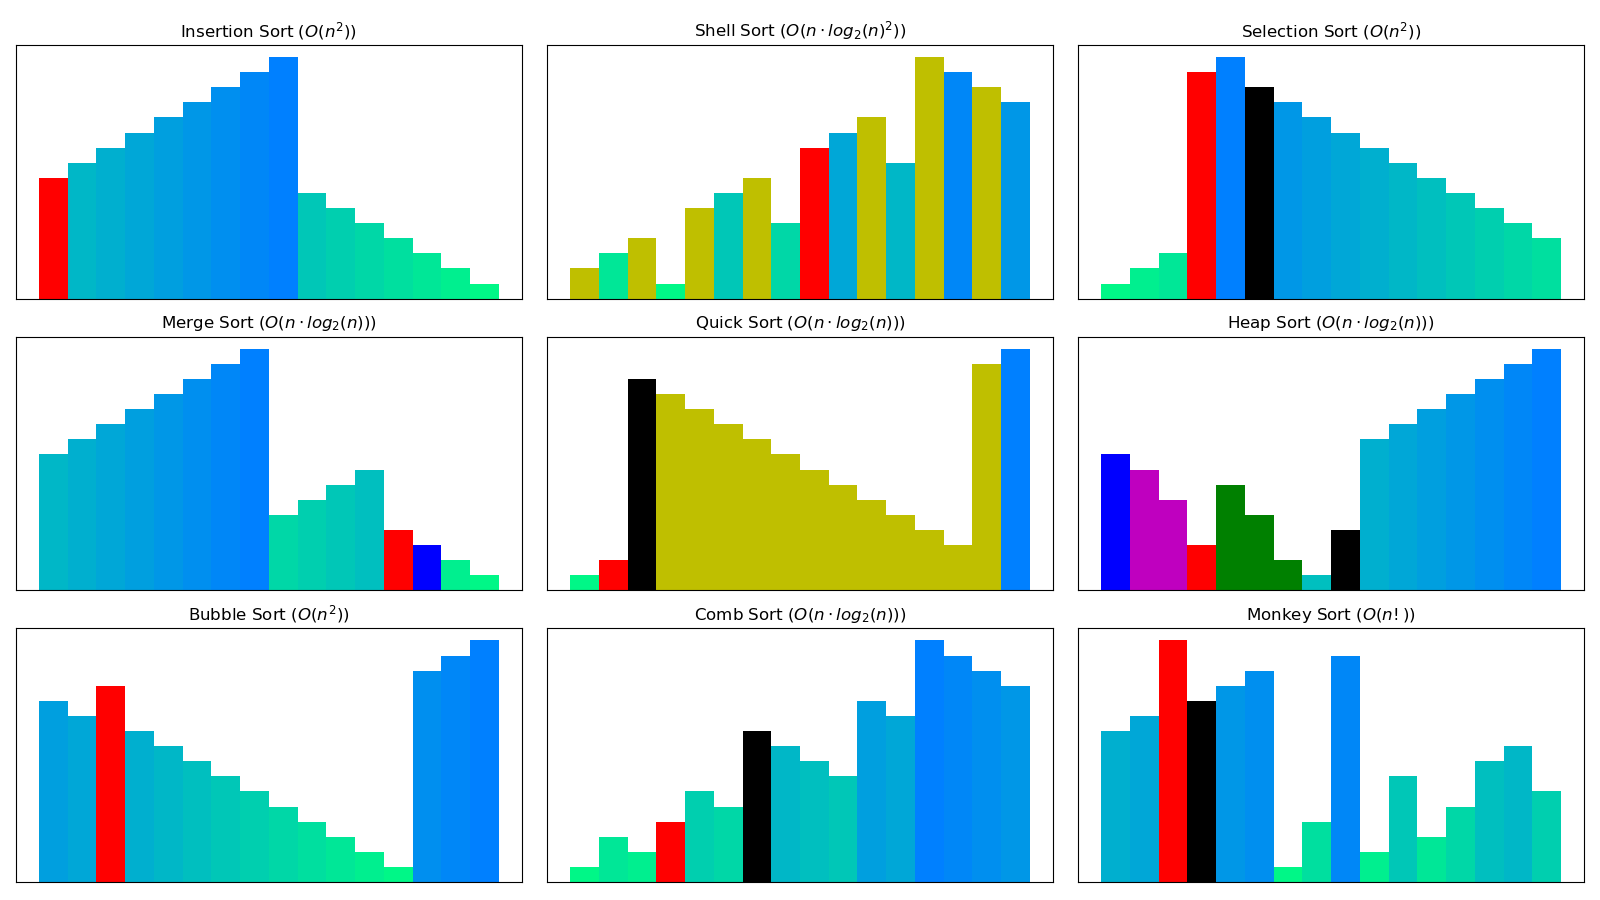 Insertion Sort (O(n²))
Shell Sort (O(n · log₂(n)²))
Selection Sort (O(n²))
Merge Sort (O(n · log₂(n)))
Quick Sort (O(n · log₂(n)))
Heap Sort (O(n · log₂(n)))
Bubble Sort (O(n²))
Comb Sort (O(n · log₂(n)))
Monkey Sort (O(n!))